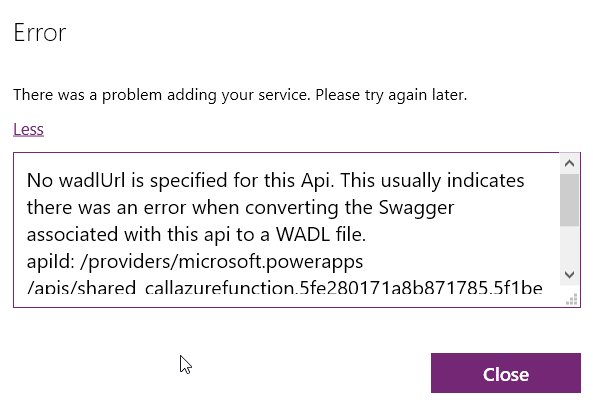 Error
There was a problem adding your service. Please try again later.
Less
No wadlUrl is specified for this Api. This usually indicates
there was an error when converting the Swagger
associated with this api to a WADL file.
apiId: /providers/microsoft.powerapps
/apis/shared_callazurefunction.5fe280171a8b871785.5f1be
Close